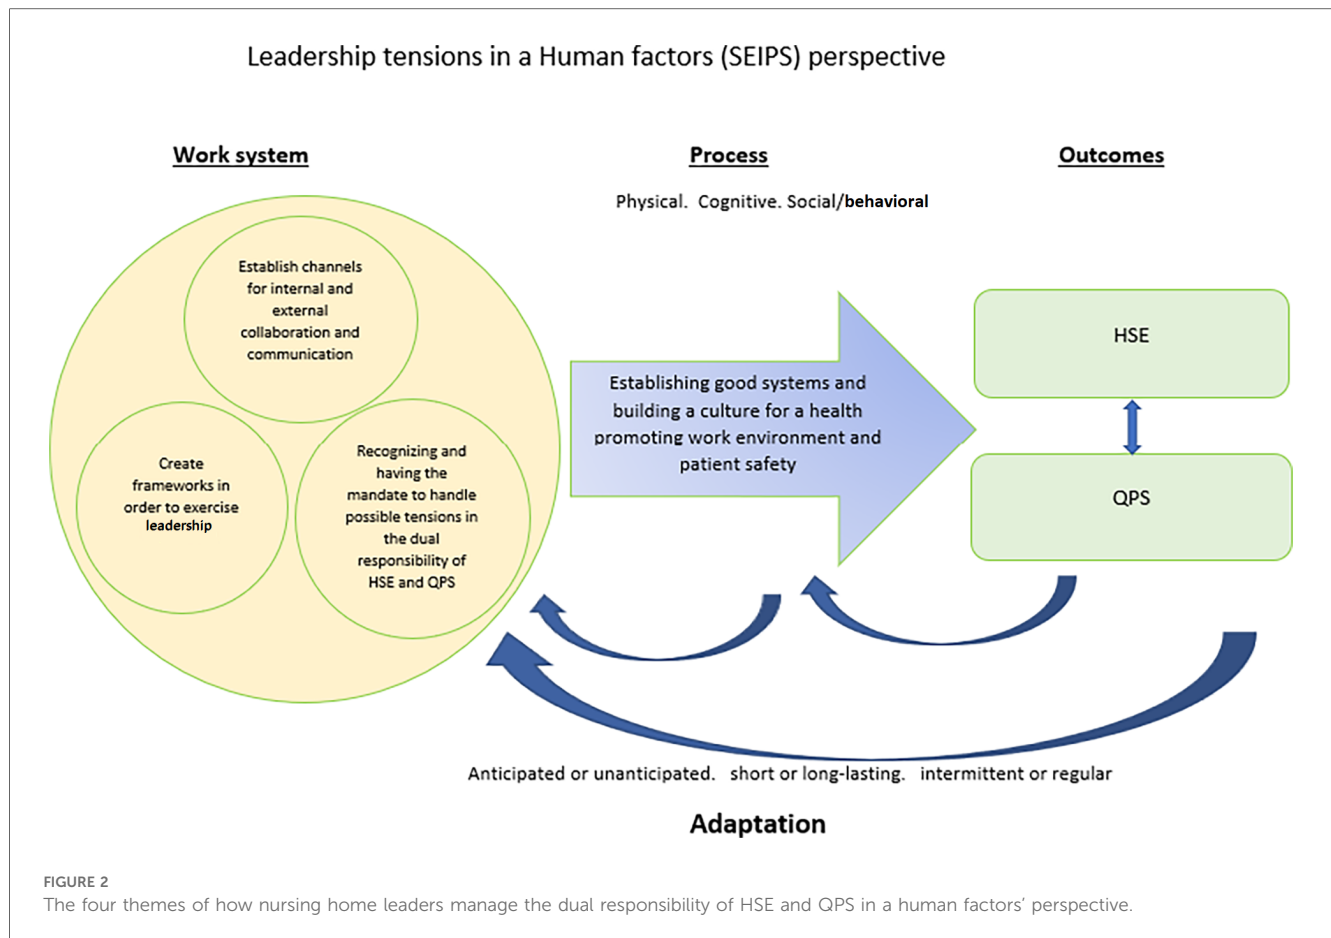 Leadership tensions in a Human factors (SEIPS) perspective
Work system
Process
Outcomes
Physical. Cognitive. Social/behavioral
Establish channels
for internal and
external
collaboration and
communication
Create
frameworks in
order to exercise
leadership
Recognizing and
having the
mandate to handle
possible tensions in
the dual
responsibility of
HSE and QPS
Establishing good systems and
building a culture for a health
promoting work environment and
patient safety
HSE
QPS
Anticipated or unanticipated. short or long-lasting. intermittent or regular
Adaptation
FIGURE 2
The four themes of how nursing home leaders manage the dual responsibility of HSE and QPS in a human factors’ perspective.